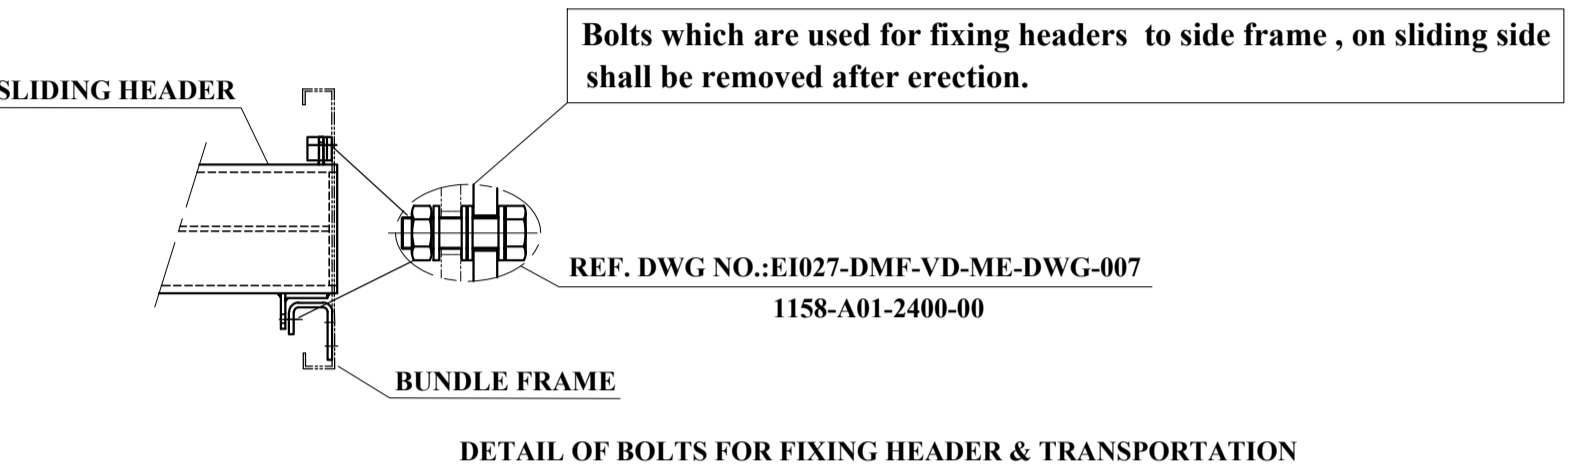 Bolts which are used for fixing headers to side frame , on sliding side
shall be removed after erection.
SLIDING HEADER
REF. DWG NO.:EI027-DMF-VD-ME-DWG-007
1158-A01-2400-00
BUNDLE FRAME
DETAIL OF BOLTS FOR FIXING HEADER & TRANSPORTATION